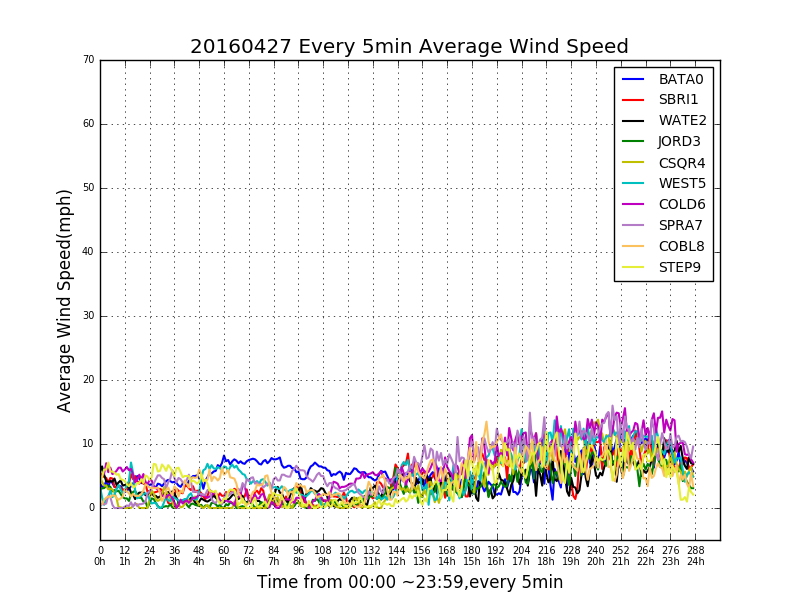 20160427 Every 5min Average Wind Speed
70
60
50
40
30
20
10
0
Average Wind Speed(mph)
BATA0
SBRI1
WATE2
JORD3
CSQR4
WEST5
COLD6
SPRA7
COBL8
STEP9
0 12 24 36 48 60 72 84 96 108 120 132 144 156 168 180 192 204 216 228 240 252 264 276 288
0h 1h 2h 3h 4h 5h 6h 7h 8h 9h 10h 11h 12h 13h 14h 15h 16h 17h 18h 19h 20h 21h 22h 23h 24h
Time from 00:00 ~23:59,every 5min